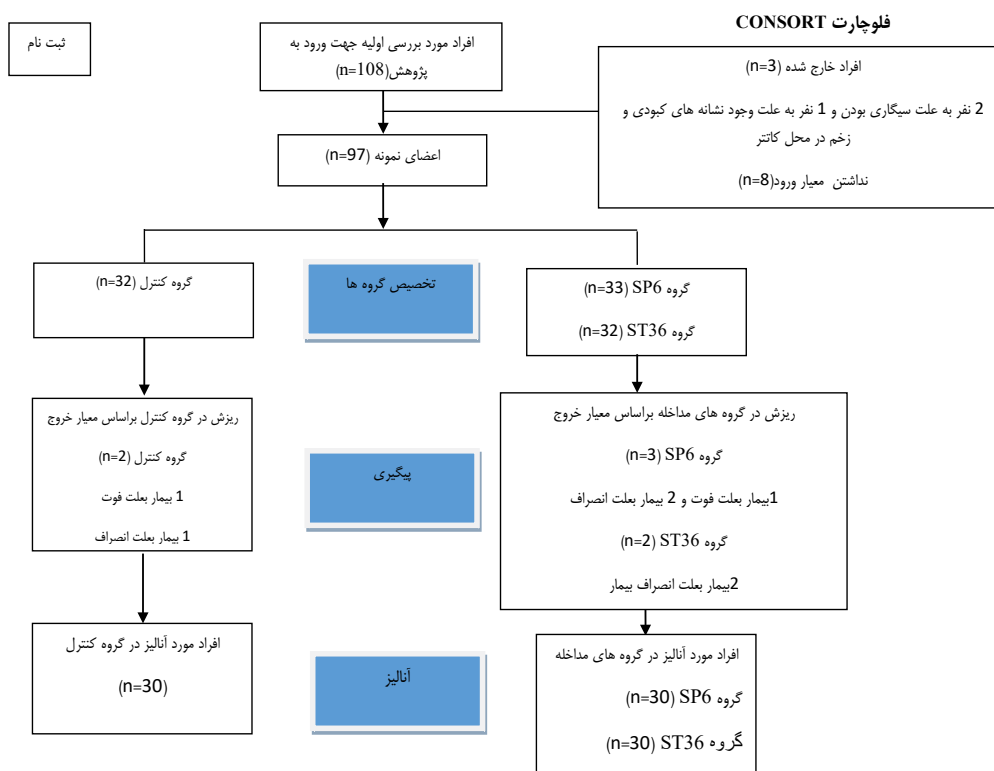 فلوچارت CONSORT
ثبت نام
افراد مورد بررسی اولیه جهت ورود به
پژوهش(n=108)
افراد خارج شده (n=3)
2 نفر به علت سیگاری بودن و 1 نفر به علت وجود نشانه های کبودی و
زخم در محل کاتتر
نداشتن معیار ورود(n=8)
اعضای نمونه (n=97)
تخصیص گروه ها
گروه SP6 (n=33)
گروه ST36 (n=32)
گروه کنترل (n=32)
پیگیری
ریزش در گروه های مداخله براساس معیار خروج
گروه SP6 (n=3)
1بیمار بعلت فوت و 2 بیمار بعلت انصراف
گروه ST36 (n=2)
2بیمار بعلت انصراف بیمار
ریزش در گروه کنترل براساس معیار خروج
گروه کنترل (n=2)
1 بیمار بعلت فوت
1 بیمار بعلت انصراف
آنالیز
افراد مورد آنالیز در گروه های مداخله
گروه SP6 (n=30)
گروه ST36 (n=30)
افراد مورد آنالیز در گروه کنترل
(n=30)